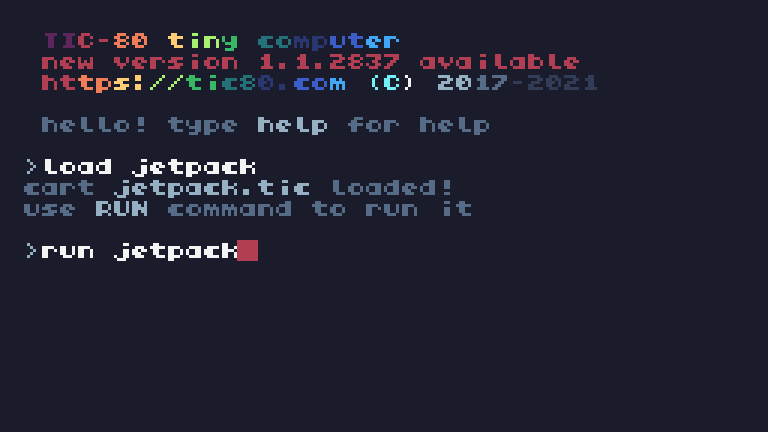 TIC-80 tiny computer
new version 1.1.2837 available
https://tic80.com (C) 2017-2021
hello! type help for help
>load jetpack
cart jetpack.tic loaded!
use RUN command to run it
>run jetpack